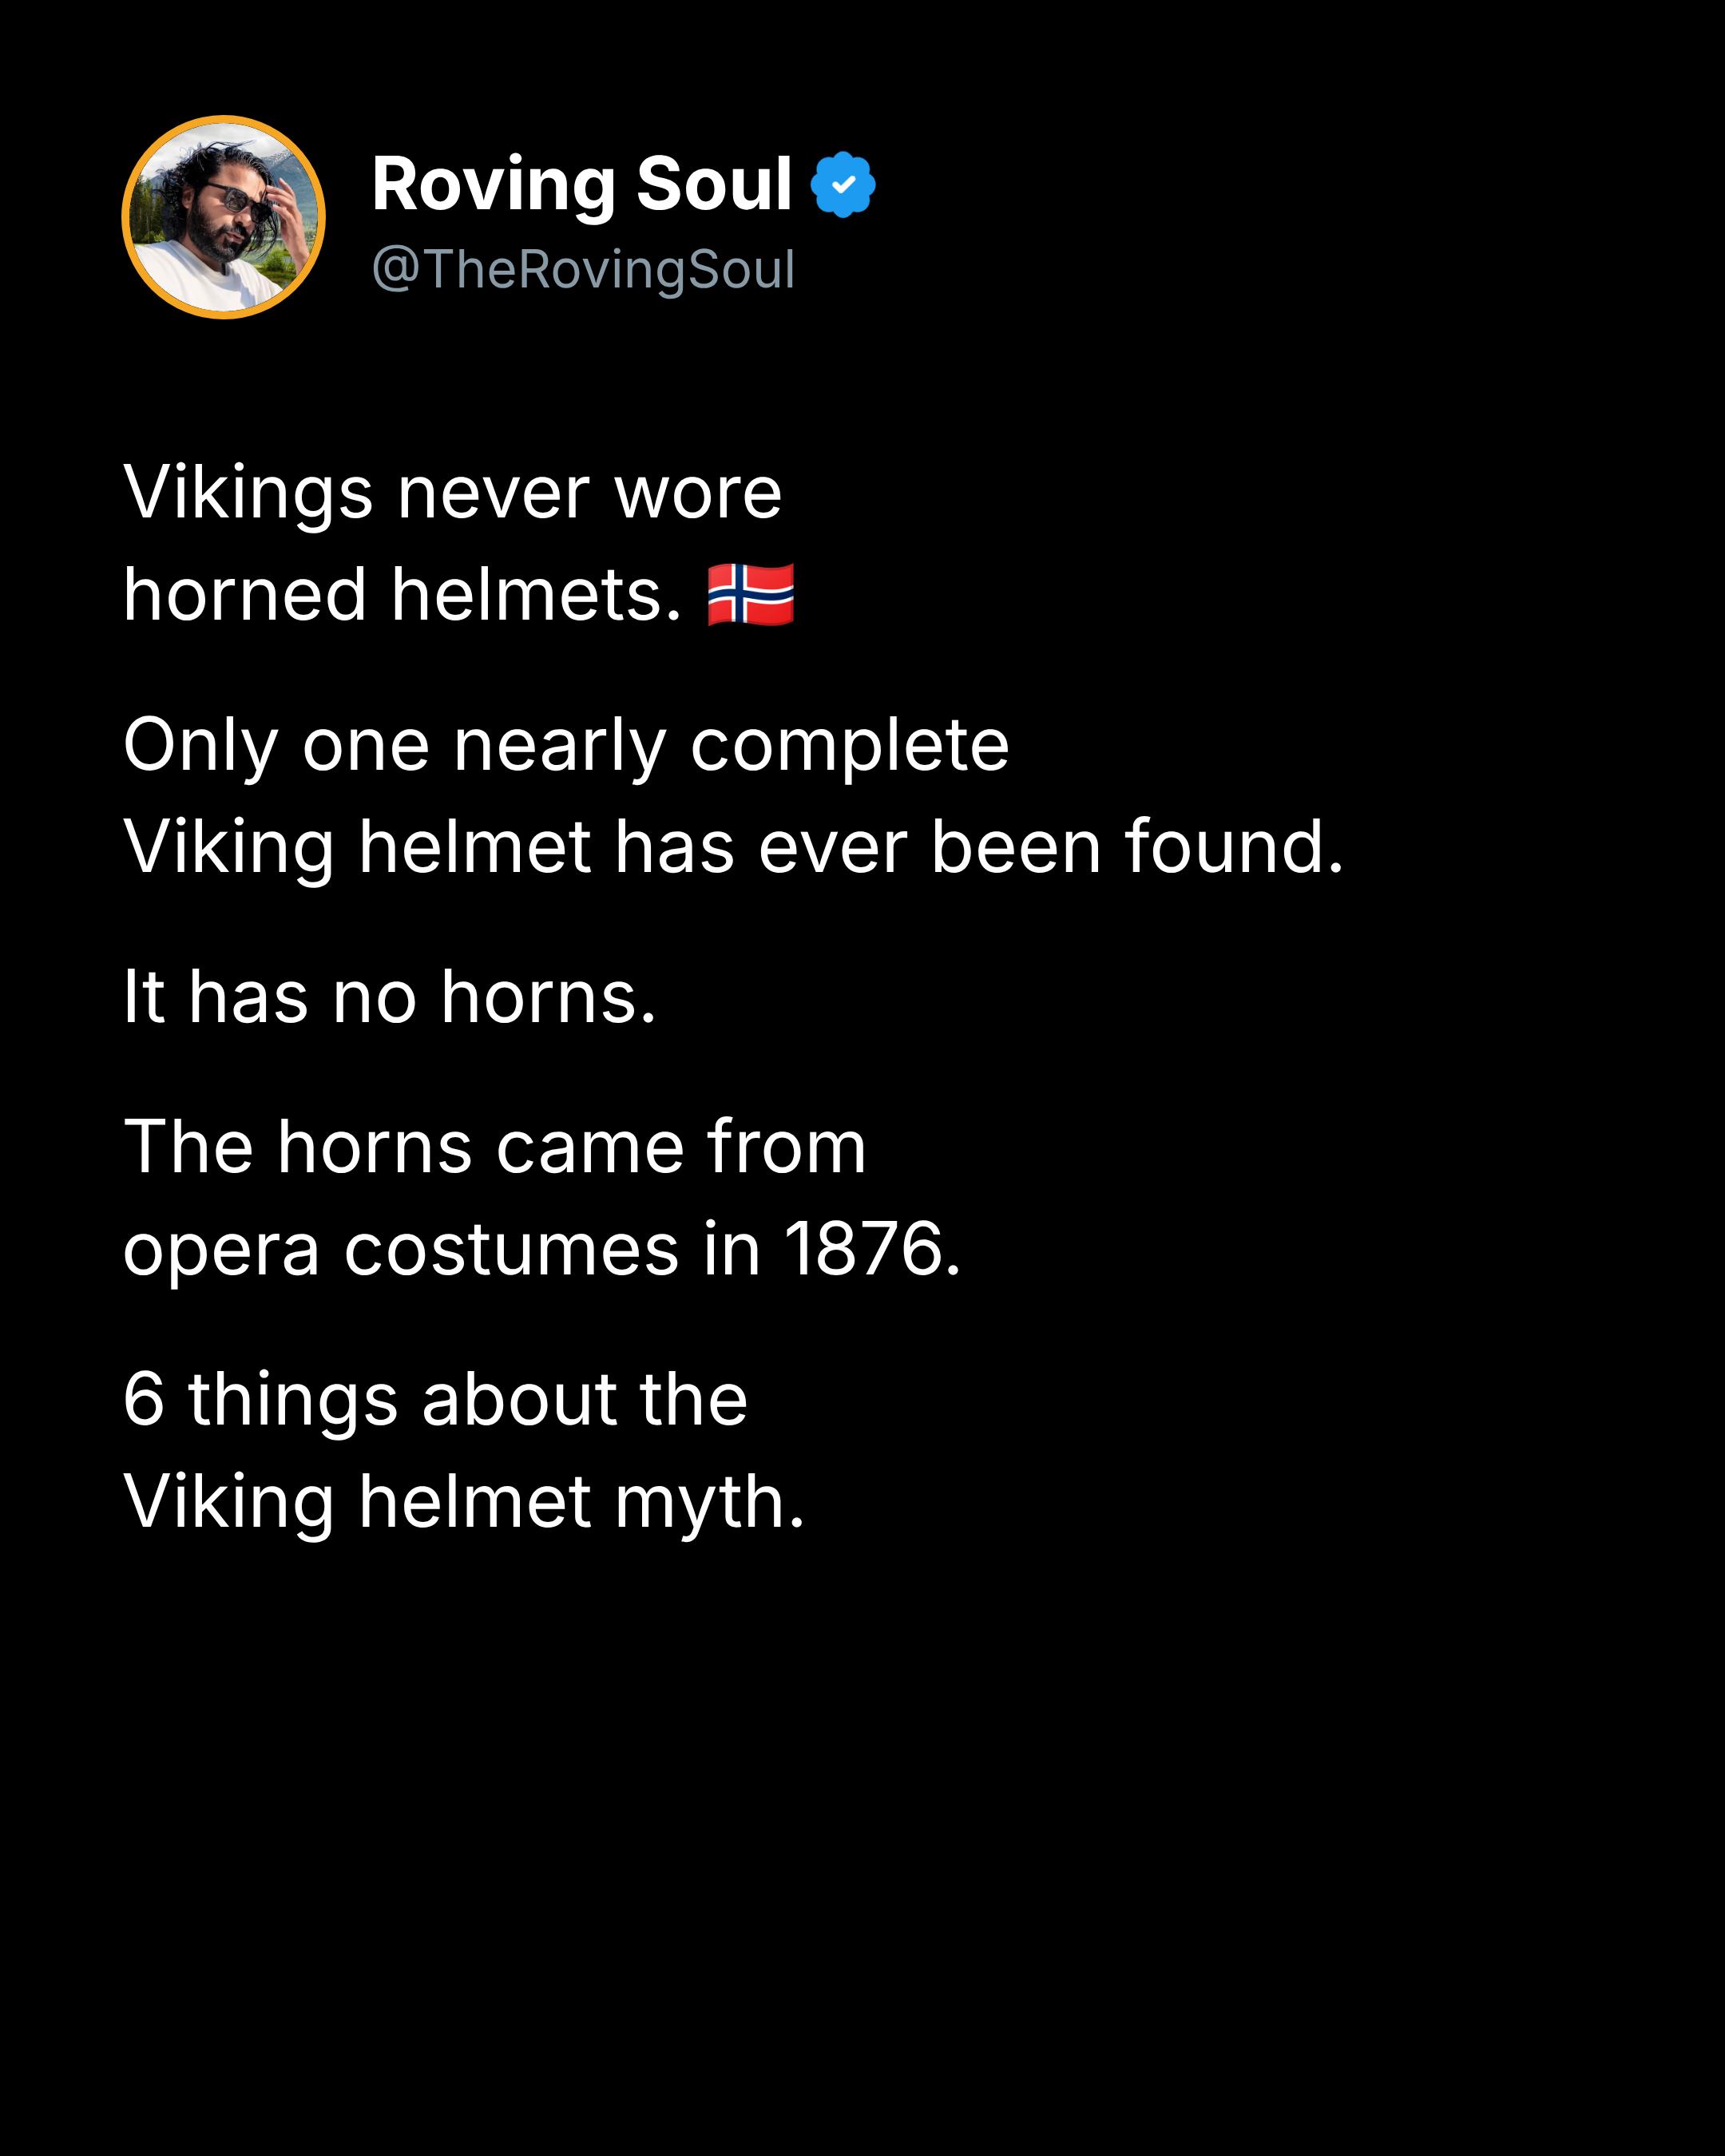 Roving Soul
@TheRovingSoul
Vikings never wore
horned helmets. 🇳🇴
Only one nearly complete
Viking helmet has ever been found.
It has no horns.
The horns came from
opera costumes in 1876.
6 things about the
Viking helmet myth.